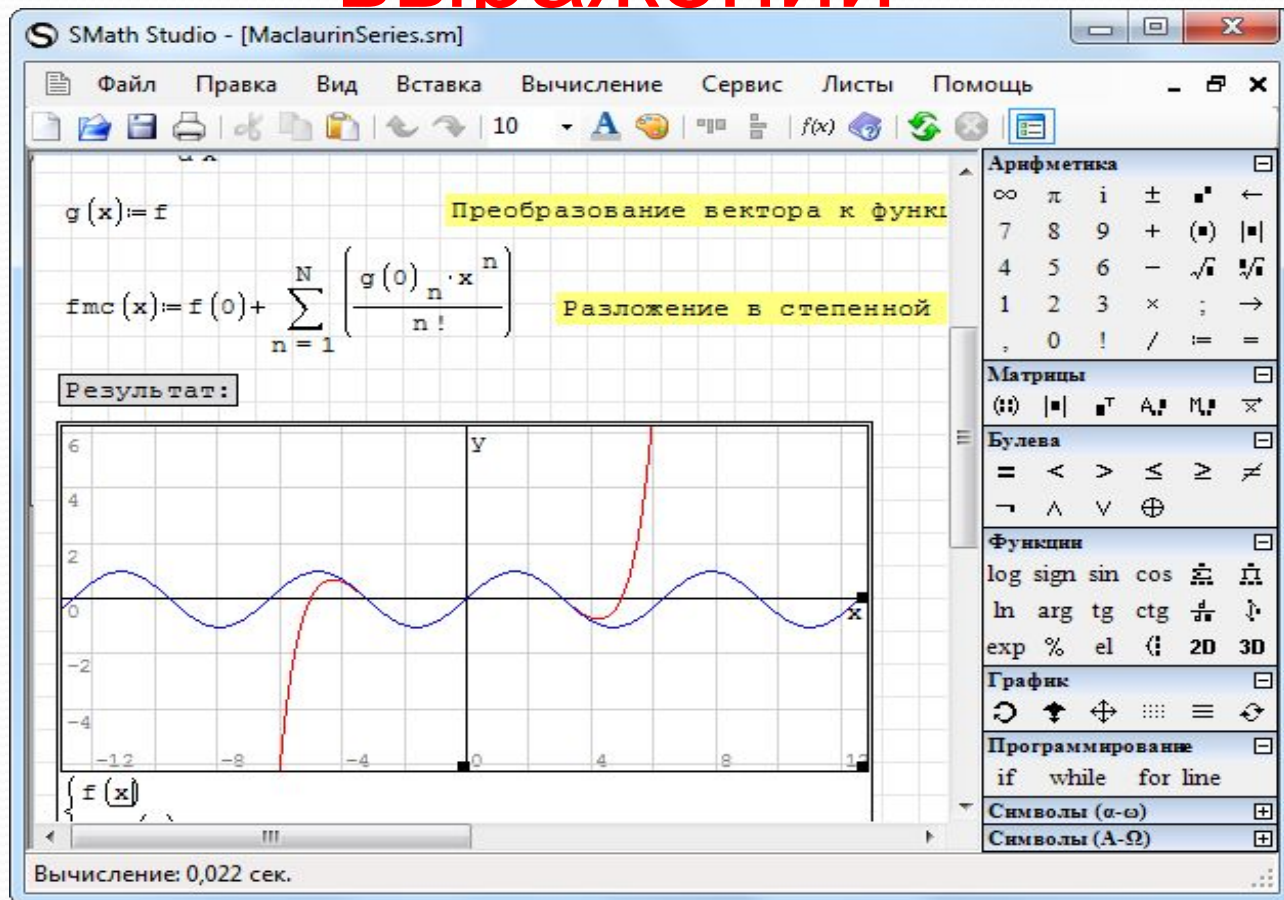 выражений
SMath Studio - [MaclaurinSeries.sm]
Файл Правка Вид Вставка Вычисление Сервис Листы Помощь
10 A f(x)
g(x):= f
Преобразование вектора к функц
fmc(x):= f(0)+ N ∑ n = 1 ( g(0) n · x n / n ! )
Разложение в степенной
Результат:
y
6
4
2
0
-2
-4
-12 -8 -4 0 4 8 12
x
f(x)
Вычисление: 0,022 сек.
Арифметика
∞ π i ± ←
7 8 9 + (▪) |▪|
4 5 6 −
1 2 3 × ; →
, 0 ! / := =
Матрицы
Булева
= < > ≤ ≥ ≠
¬ ∧ ∨ ⊕
Функции
log sign sin cos
ln arg tg ctg
exp % el 2D 3D
График
Программирование
if while for line
Символы (α-ω)
Символы (Α-Ω)